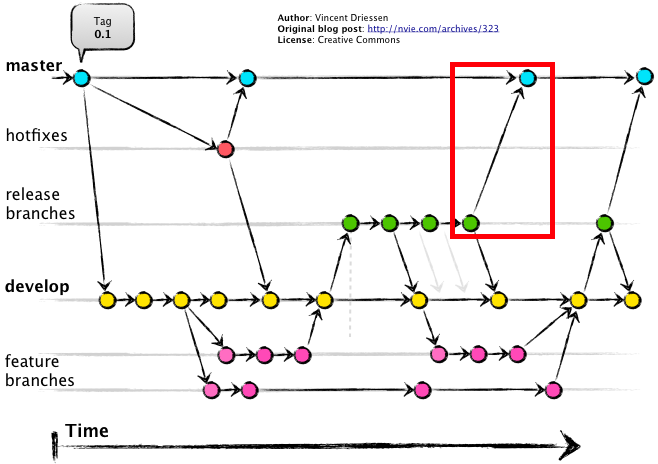 Tag
0.1
Author: Vincent Driessen
Original blog post: http://nvie.com/archives/323
License: Creative Commons
master
hotfixes
release
branches
develop
feature
branches
Time